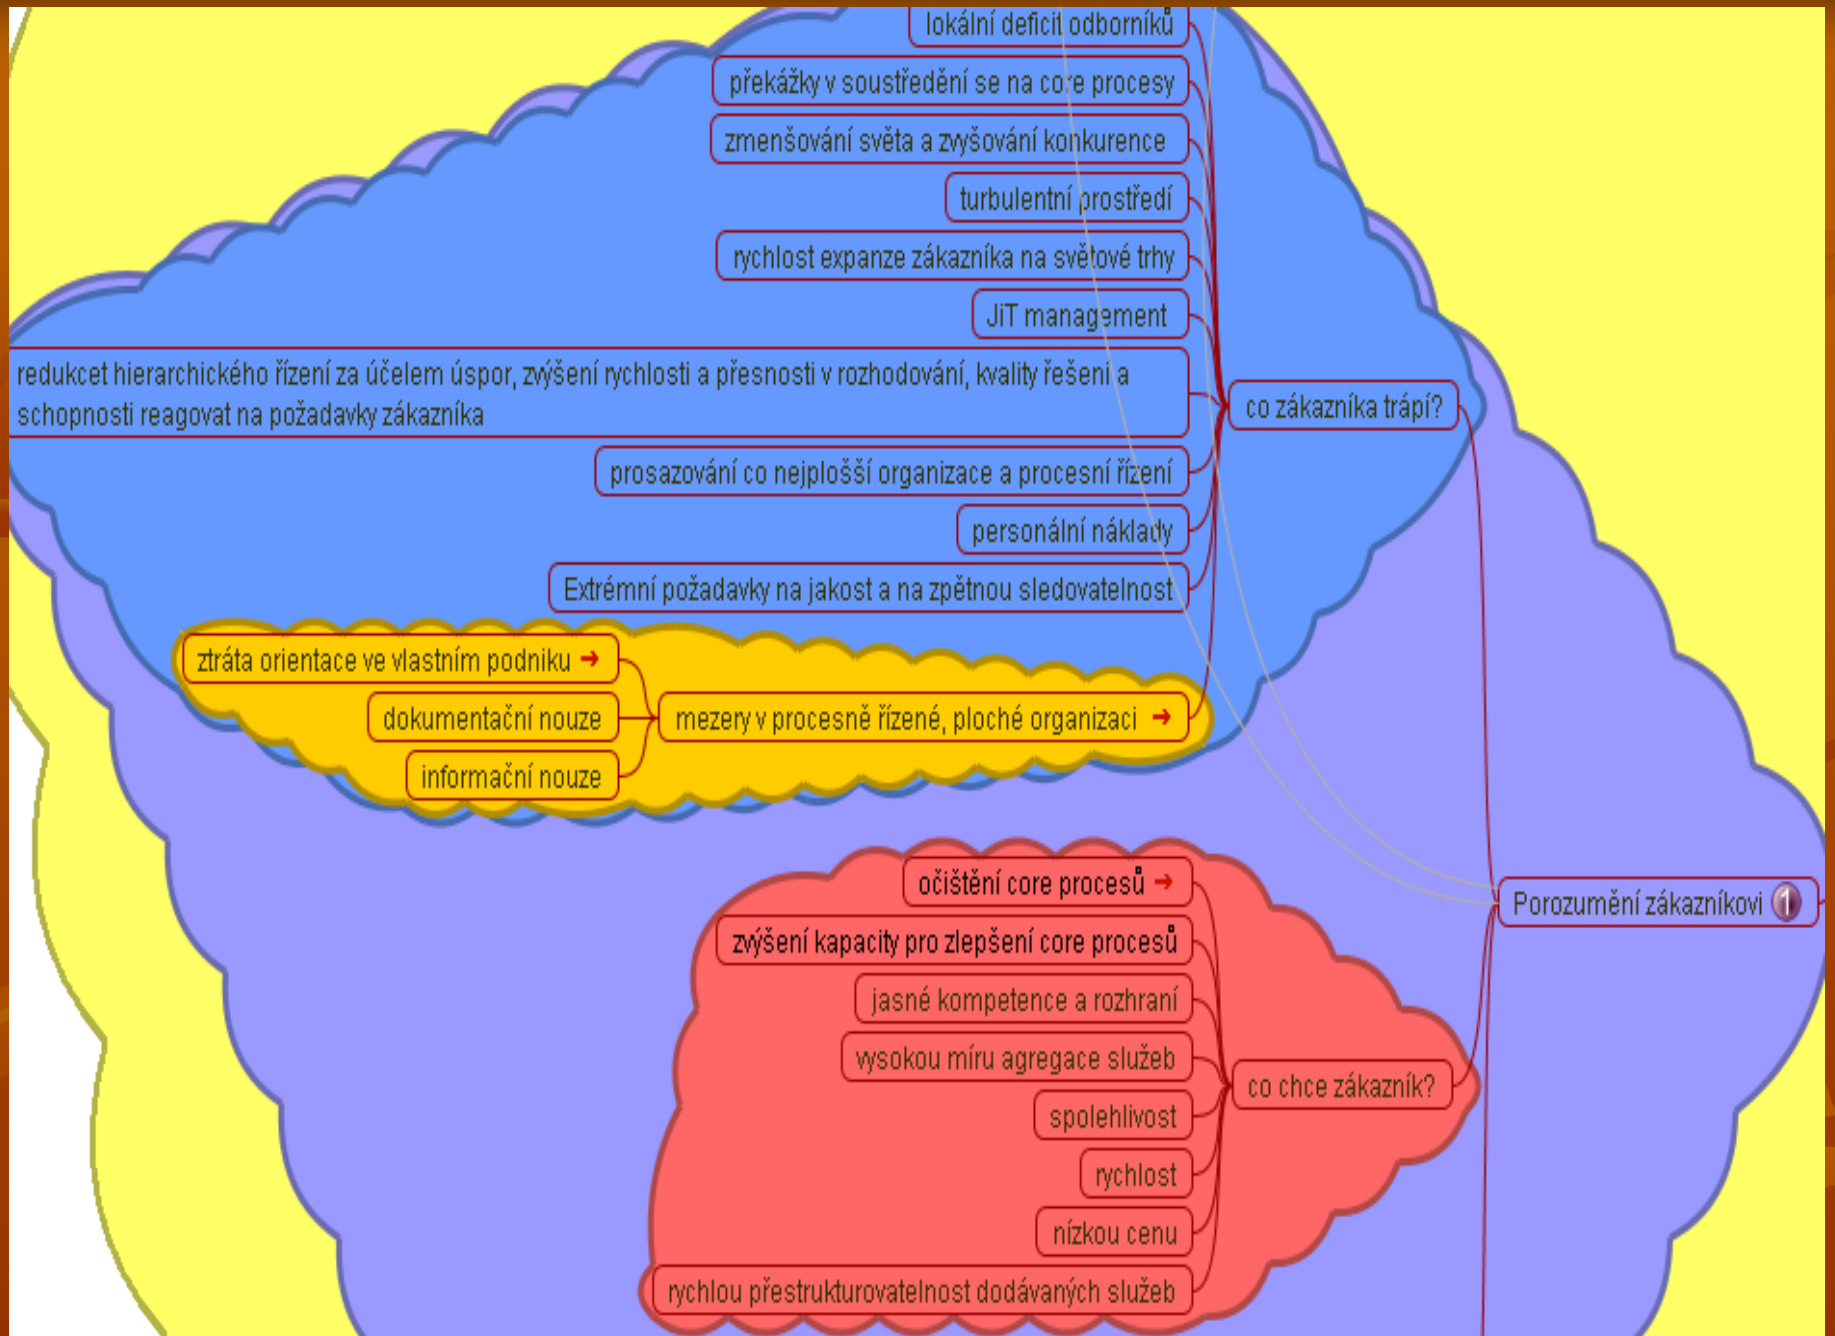 lokální deficit odborníků
překážky v soustředění se na core procesy
zmenšování světa a zvyšování konkurence
turbulentní prostředí
rychlost expanze zákazníka na světové trhy
JiT management
redukcet hierarchického řízení za účelem úspor, zvýšení rychlosti a přesnosti v rozhodování, kvality řešení a
schopnosti reagovat na požadavky zákazníka
co zákazníka trápí?
prosazování co nejplošší organizace a procesní řízení
personální náklady
Extrémní požadavky na jakost a na zpětnou sledovatelnost
ztráta orientace ve vlastním podniku
dokumentační nouze
mezery v procesně řízené, ploché organizaci
informační nouze
očištění core procesů
Porozumění zákazníkovi 1
zvýšení kapacity pro zlepšení core procesů
jasné kompetence a rozhraní
vysokou míru agregace služeb
co chce zákazník?
spolehlivost
rychlost
nízkou cenu
rychlou přestrukturovatelnost dodávaných služeb